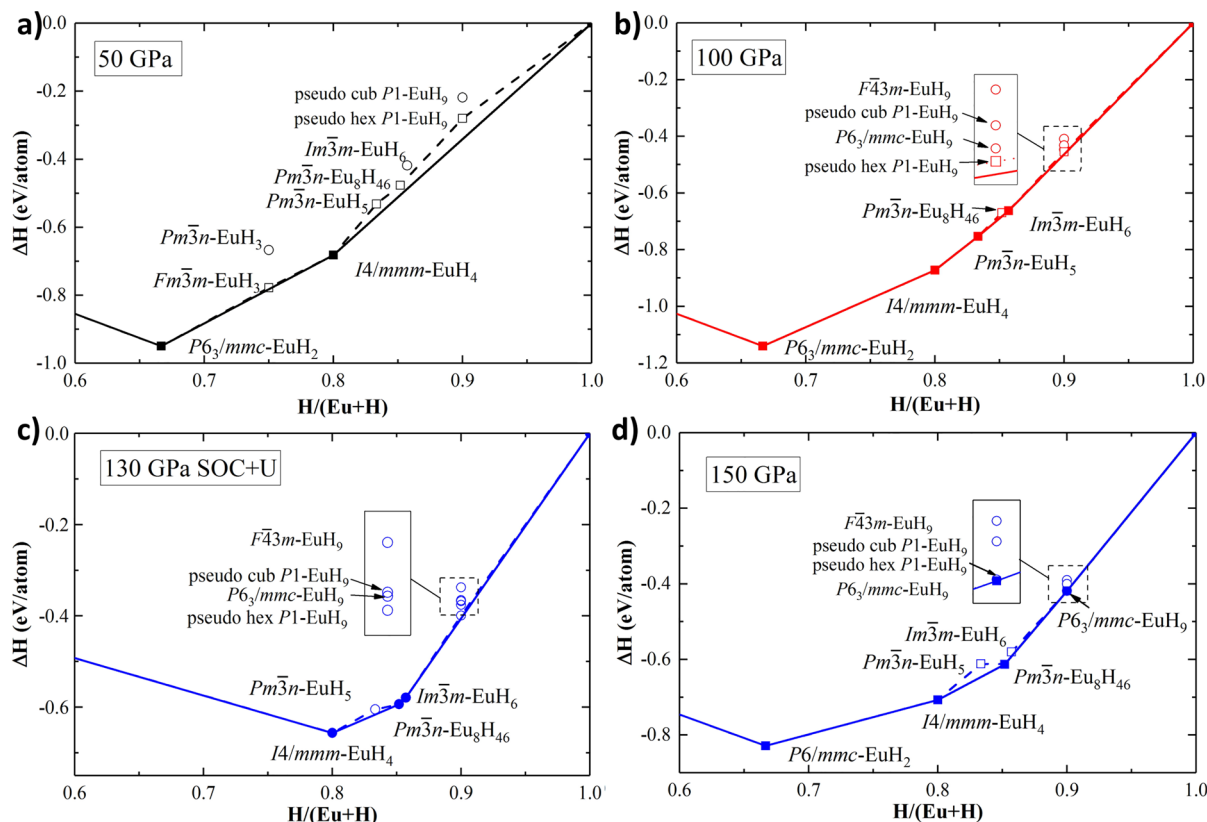 a)
50 GPa
0.0
-0.2
-0.4
-0.6
-0.8
-1.0
ΔH (eV/atom)
pseudo cub P1-EuH₉
pseudo hex P1-EuH₉
Im3̅m-EuH₆
Pm3̅n-Eu₈H₄₆
Pm3̅n-EuH₅
Pm3̅n-EuH₃
Fm3̅m-EuH₃
I4/mmm-EuH₄
P6₃/mmc-EuH₂
0.6 0.7 0.8 0.9 1.0
H/(Eu+H)
b)
100 GPa
0.0
-0.2
-0.4
-0.6
-0.8
-1.0
-1.2
ΔH (eV/atom)
F4̅3m-EuH₉
pseudo cub P1-EuH₉
P6₃/mmc-EuH₉
pseudo hex P1-EuH₉
Pm3̅n-Eu₈H₄₆
Im3̅m-EuH₆
Pm3̅n-EuH₅
I4/mmm-EuH₄
P6₃/mmc-EuH₂
0.6 0.7 0.8 0.9 1.0
H/(Eu+H)
c)
130 GPa SOC+U
0.0
-0.2
-0.4
-0.6
ΔH (eV/atom)
F4̅3m-EuH₉
pseudo cub P1-EuH₉
P6₃/mmc-EuH₉
pseudo hex P1-EuH₉
Pm3̅n-EuH₅
Im3̅m-EuH₆
Pm3̅n-Eu₈H₄₆
I4/mmm-EuH₄
0.6 0.7 0.8 0.9 1.0
H/(Eu+H)
d)
150 GPa
0.0
-0.2
-0.4
-0.6
-0.8
ΔH (eV/atom)
F4̅3m-EuH₉
pseudo cub P1-EuH₉
pseudo hex P1-EuH₉
P6₃/mmc-EuH₉
P6₃/mmc-EuH₉
Im3̅m-EuH₆
Pm3̅n-EuH₅
Pm3̅n-Eu₈H₄₆
I4/mmm-EuH₄
P6/mmc-EuH₂
0.6 0.7 0.8 0.9 1.0
H/(Eu+H)